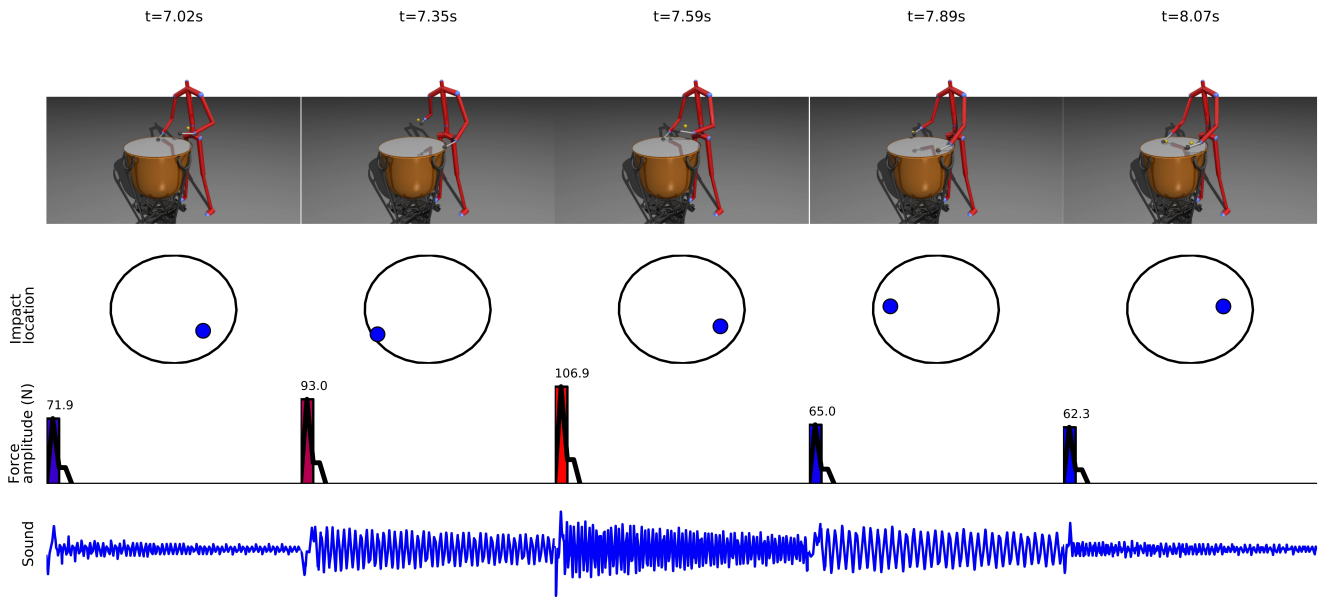 t=7.02s
t=7.35s
t=7.59s
t=7.89s
t=8.07s
Impact
location
Force
amplitude (N)
71.9
93.0
106.9
65.0
62.3
Sound